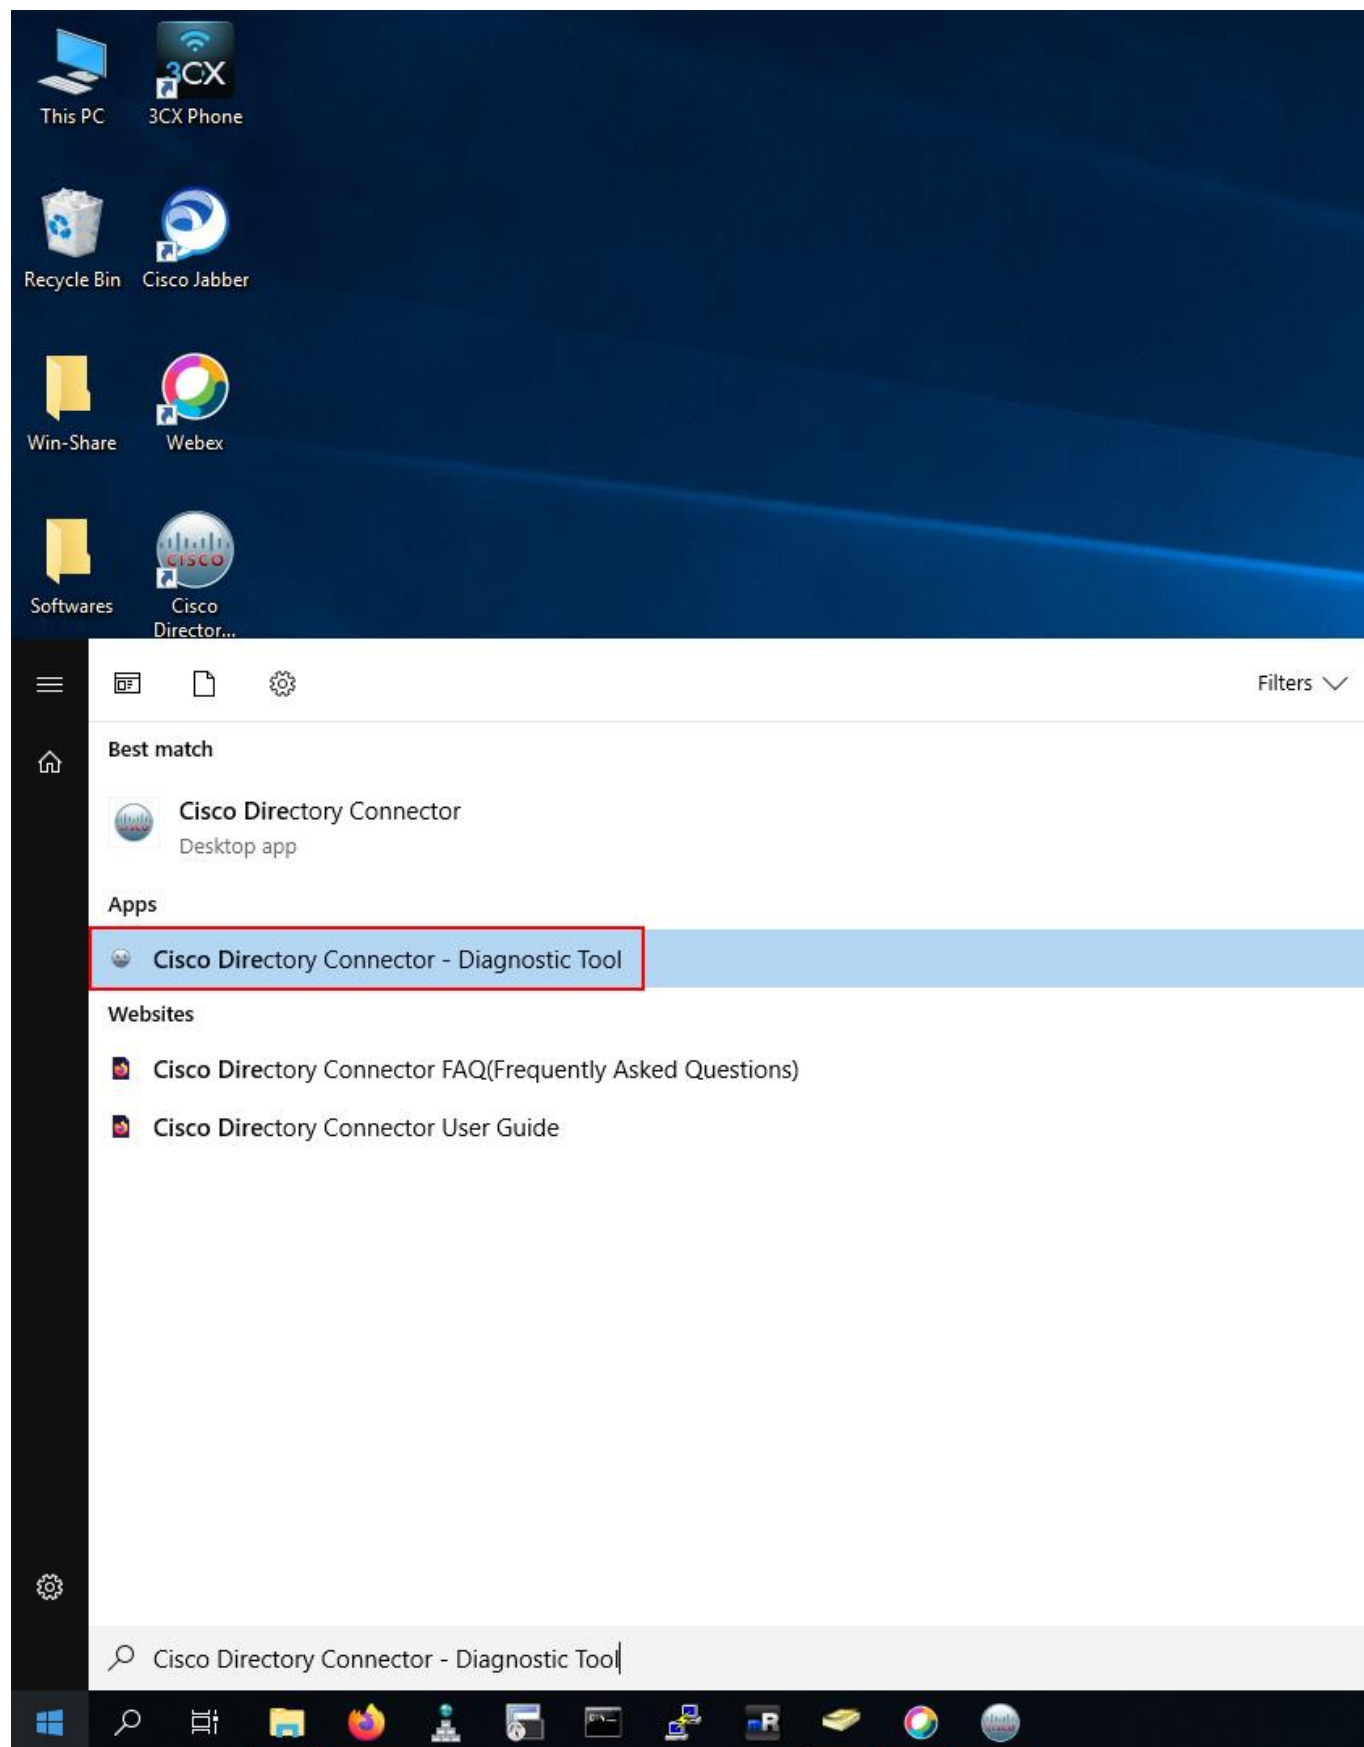 3CX
This PC
3CX Phone
Recycle Bin
Cisco Jabber
Win-Share
Webex
CISCO
Softwares
Cisco
Director...
Filters
Best match
CISCO
Cisco Directory Connector
Desktop app
Apps
Cisco Directory Connector - Diagnostic Tool
Websites
Cisco Directory Connector FAQ(Frequently Asked Questions)
Cisco Directory Connector User Guide
Cisco Directory Connector - Diagnostic Tool
R